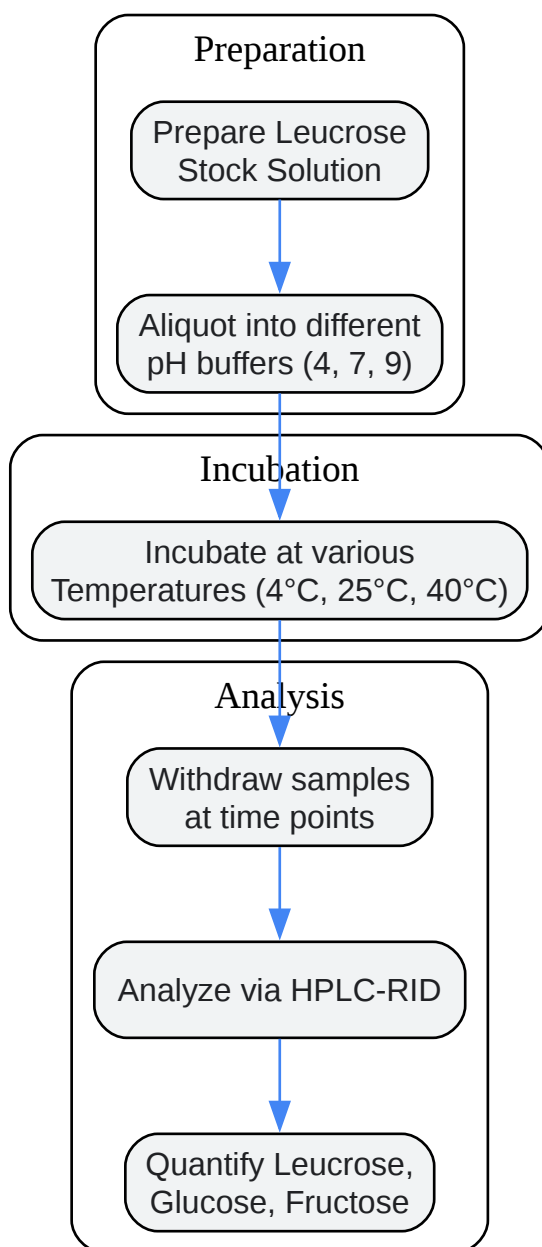 Preparation
Prepare Leucrose
Stock Solution
Aliquot into different
pH buffers (4, 7, 9)
Incubation
Incubate at various
Temperatures (4°C, 25°C, 40°C)
Analysis
Withdraw samples
at time points
Analyze via HPLC-RID
Quantify Leucrose,
Glucose, Fructose